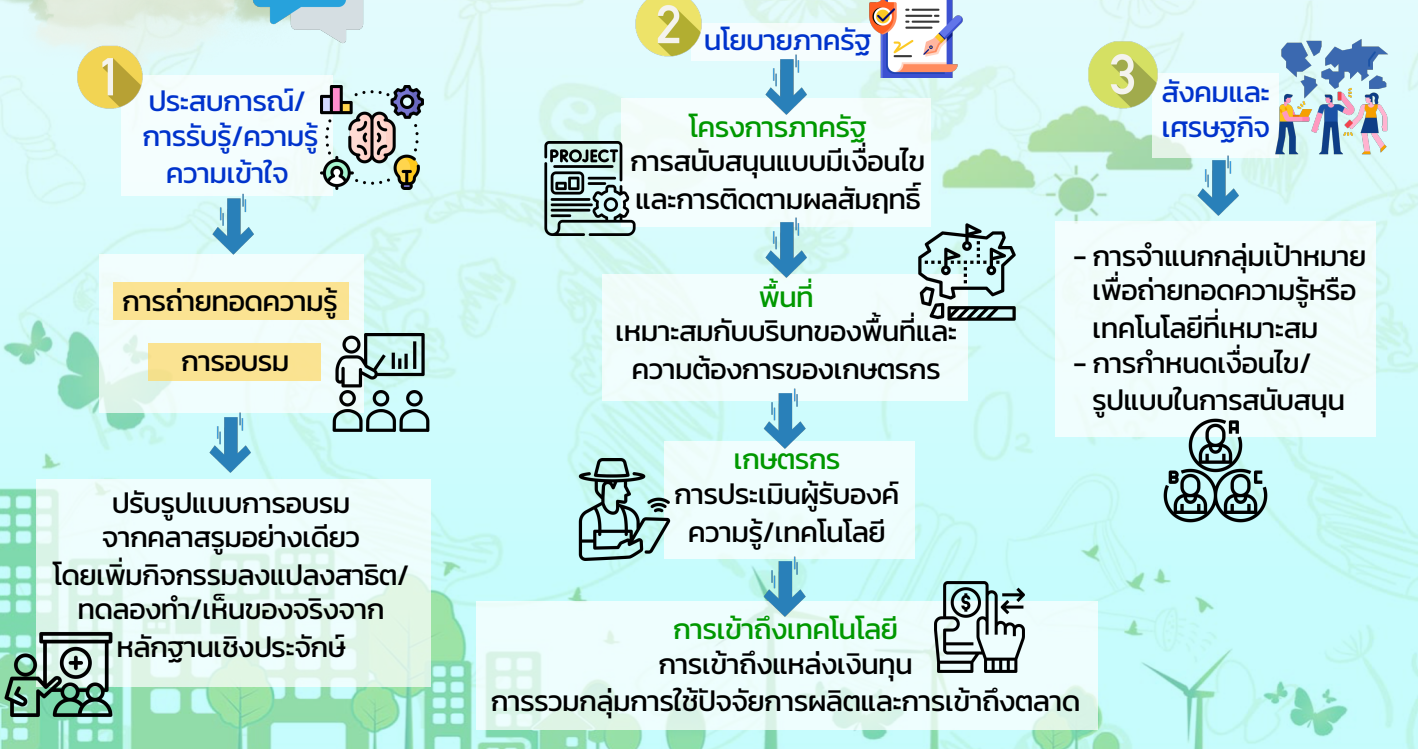 1
ประสบการณ์/
การรับรู้/ความรู้
ความเข้าใจ
การถ่ายทอดความรู้
การอบรม
ปรับรูปแบบการอบรม
จากคลาสรูมอย่างเดียว
โดยเพิ่มกิจกรรมลงแปลงสาธิต/
ทดลองทำ/เห็นของจริงจาก
หลักฐานเชิงประจักษ์
2
นโยบายภาครัฐ
โครงการภาครัฐ
PROJECT
การสนับสนุนแบบมีเงื่อนไข
และการติดตามผลสัมฤทธิ์
พื้นที่
เหมาะสมกับบริบทของพื้นที่และ
ความต้องการของเกษตรกร
เกษตรกร
การประเมินผู้รับองค์
ความรู้/เทคโนโลยี
การเข้าถึงเทคโนโลยี
การเข้าถึงแหล่งเงินทุน
การรวมกลุ่มการใช้ปัจจัยการผลิตและการเข้าถึงตลาด
3
สังคมและ
เศรษฐกิจ
- การจำแนกกลุ่มเป้าหมาย
เพื่อถ่ายทอดความรู้หรือ
เทคโนโลยีที่เหมาะสม
- การกำหนดเงื่อนไข/
รูปแบบในการสนับสนุน
A
B C